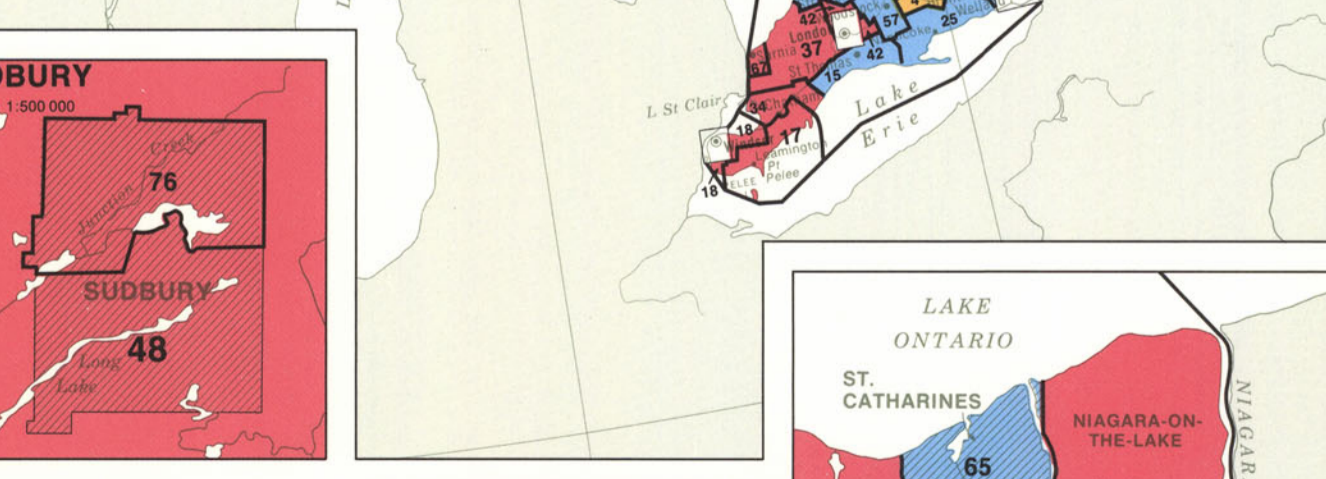 DBURY
1:500 000
Creek
76
Junction
SUDBURY
48
Long
Lake
42
57
4
25
London
37
Sarnia
67
42
St Thomas
15
L St Clair
34
18
17
Leamington
Pt
Pelee
18
Lake
Erie
LAKE
ONTARIO
ST.
CATHARINES
65
NIAGARA-ON-
THE-LAKE
NIAGAR